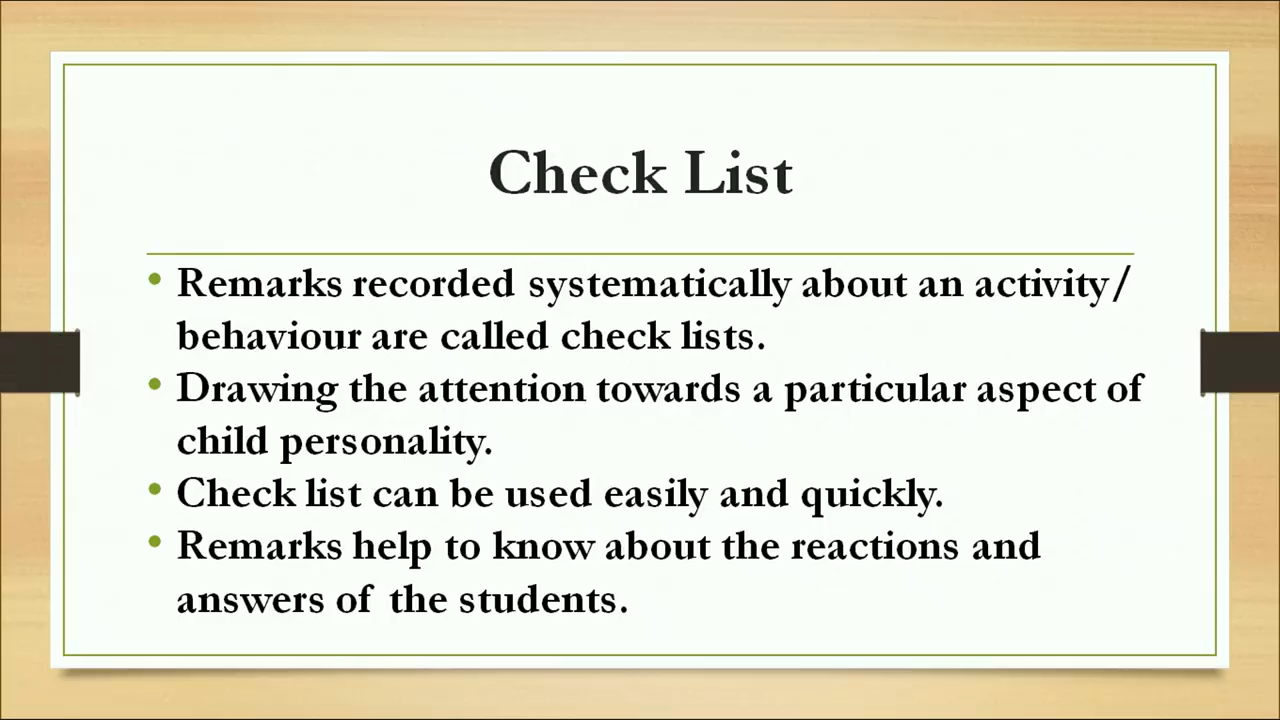 Check List
• Remarks recorded systematically about an activity/
behaviour are called check lists.
• Drawing the attention towards a particular aspect of
child personality.
• Check list can be used easily and quickly.
• Remarks help to know about the reactions and
answers of the students.